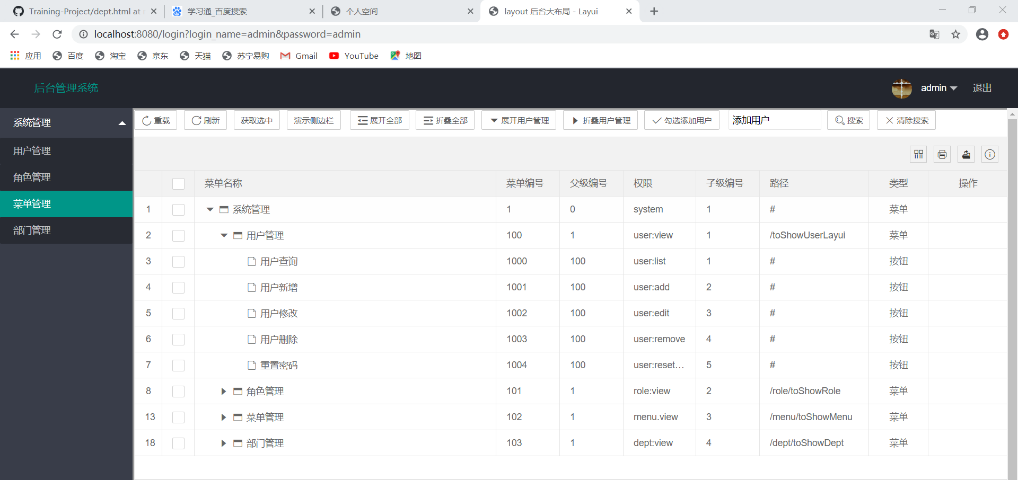 Training-Project/dept.html at
学习通_百度搜索
个人空间
layout 后台大布局 - Layui
localhost:8080/login?login_name=admin&password=admin
应用 百度 淘宝 京东 天猫 苏宁易购 Gmail YouTube 地图
后台管理系统 admin 退出
系统管理
用户管理
角色管理
菜单管理
部门管理
重载 刷新 获取选中 演示侧边栏 展开全部 折叠全部 展开用户管理 折叠用户管理 勾选添加用户 添加用户 搜索 清除搜索
菜单名称 菜单编号 父级编号 权限 子级编号 路径 类型 操作
1 系统管理 1 0 system 1 # 菜单
2 用户管理 100 1 user:view 1 /toShowUserLayui 菜单
3 用户查询 1000 100 user:list 1 # 按钮
4 用户新增 1001 100 user:add 2 # 按钮
5 用户修改 1002 100 user:edit 3 # 按钮
6 用户删除 1003 100 user:remove 4 # 按钮
7 重置密码 1004 100 user:reset... 5 # 按钮
8 角色管理 101 1 role:view 2 /role/toShowRole 菜单
13 菜单管理 102 1 menu.view 3 /menu/toShowMenu 菜单
18 部门管理 103 1 dept:view 4 /dept/toShowDept 菜单